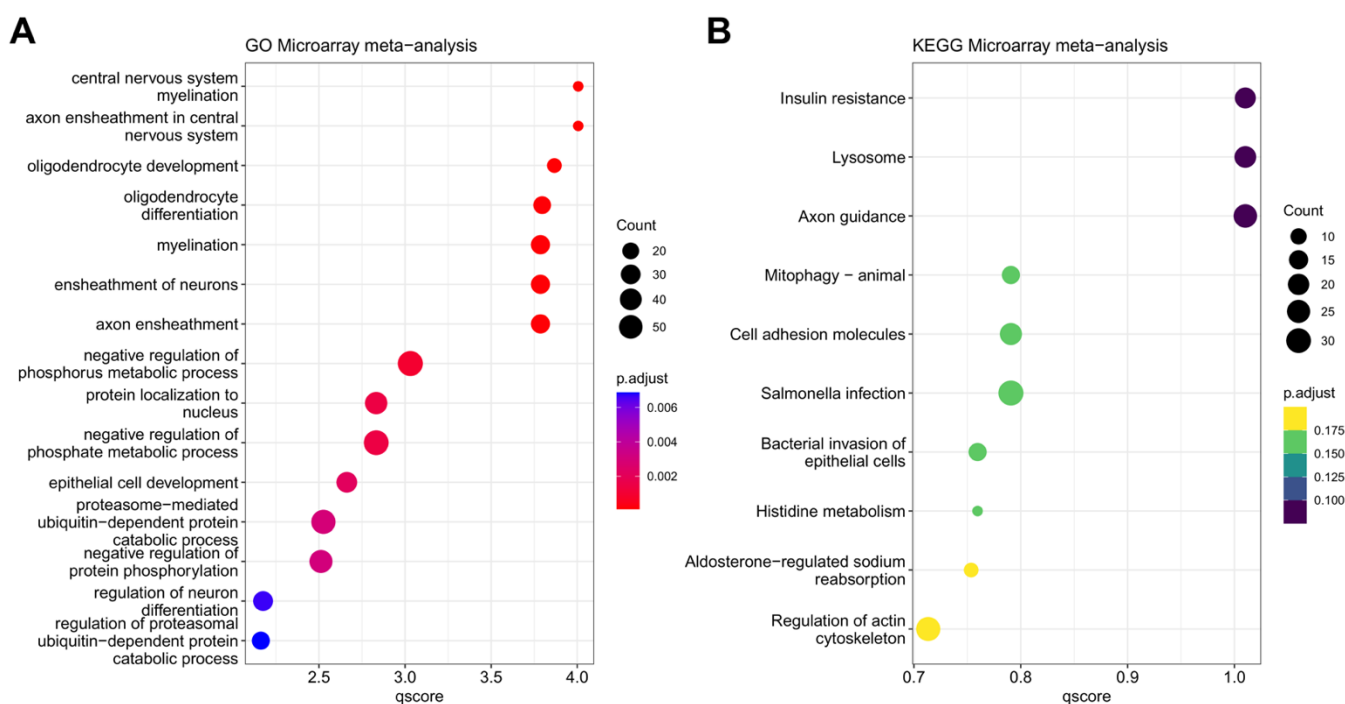 A
GO Microarray meta−analysis
central nervous system
myelination
axon ensheathment in central
nervous system
oligodendrocyte development
oligodendrocyte
differentiation
myelination
ensheathment of neurons
axon ensheathment
negative regulation of
phosphorus metabolic process
protein localization to
nucleus
negative regulation of
phosphate metabolic process
epithelial cell development
proteasome−mediated
ubiquitin−dependent protein
catabolic process
negative regulation of
protein phosphorylation
regulation of neuron
differentiation
regulation of proteasomal
ubiquitin−dependent protein
catabolic process
2.5 3.0 3.5 4.0
qscore
Count
20
30
40
50
p.adjust
0.006
0.004
0.002
B
KEGG Microarray meta−analysis
Insulin resistance
Lysosome
Axon guidance
Mitophagy − animal
Cell adhesion molecules
Salmonella infection
Bacterial invasion of
epithelial cells
Histidine metabolism
Aldosterone−regulated sodium
reabsorption
Regulation of actin
cytoskeleton
0.7 0.8 0.9 1.0
qscore
Count
10
15
20
25
30
p.adjust
0.175
0.150
0.125
0.100